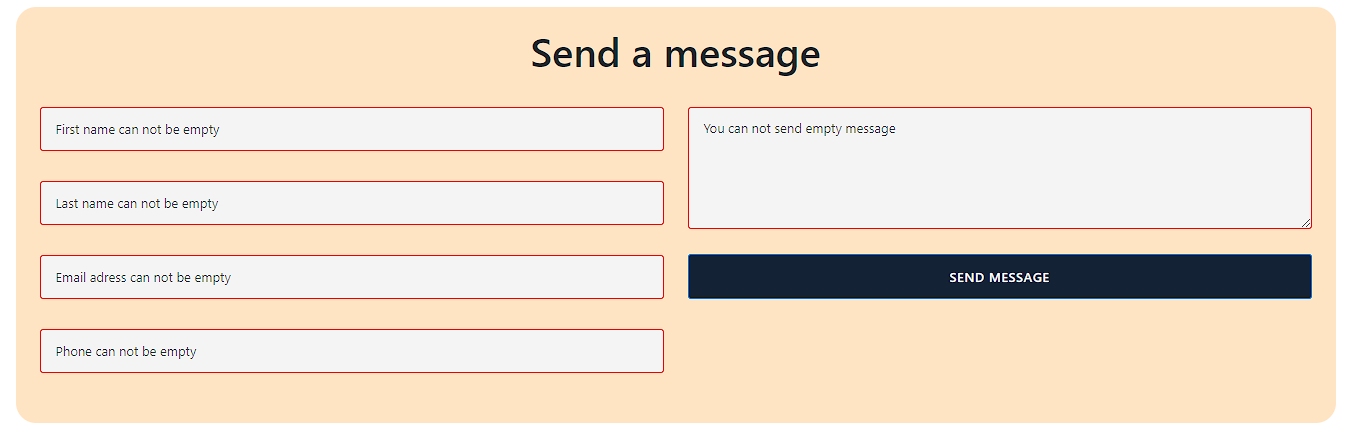 Send a message
First name can not be empty
Last name can not be empty
Email adress can not be empty
Phone can not be empty
You can not send empty message
SEND MESSAGE